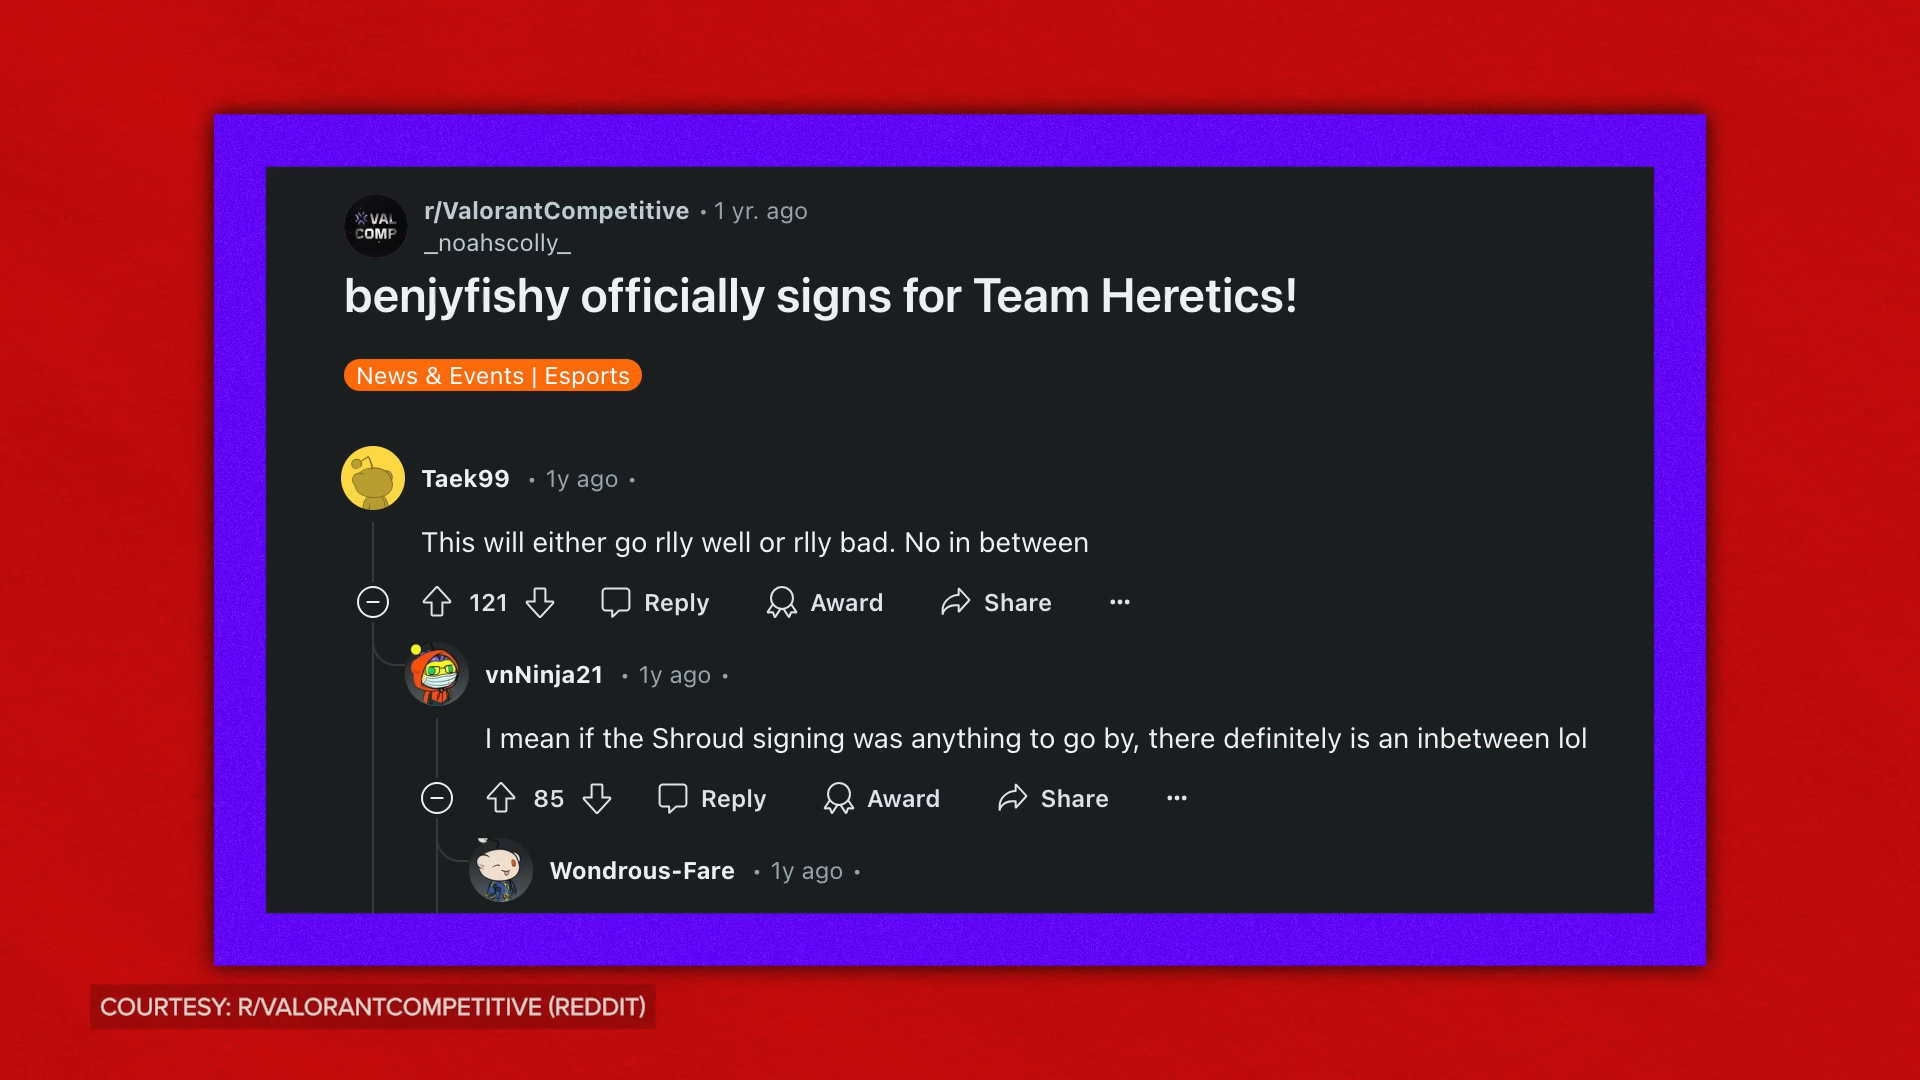 VAL
COMP
r/ValorantCompetitive • 1 yr. ago
_noahscolly_
benjyfishy officially signs for Team Heretics!
News & Events | Esports
Taek99 • 1y ago •
This will either go rlly well or rlly bad. No in between
121 Reply Award Share ...
vnNinja21 • 1y ago •
I mean if the Shroud signing was anything to go by, there definitely is an inbetween lol
85 Reply Award Share ...
Wondrous-Fare • 1y ago •
COURTESY: R/VALORANTCOMPETITIVE (REDDIT)